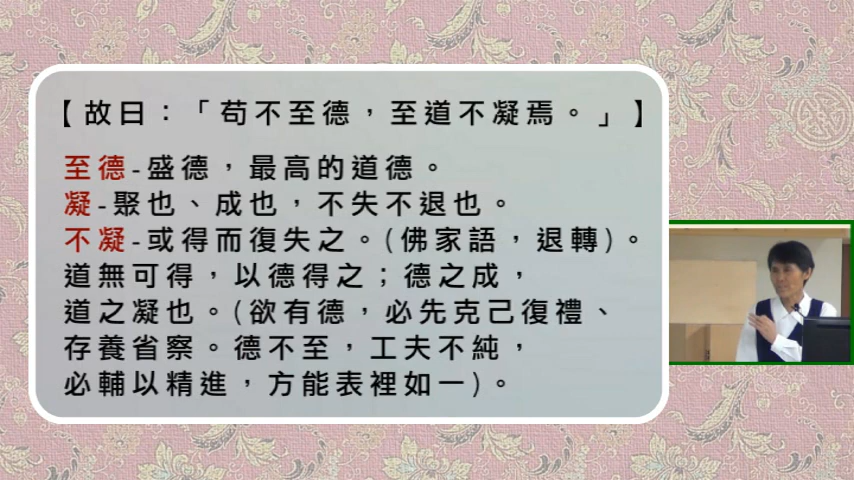 【故曰：「苟不至德，至道不凝焉。」】
至德-盛德，最高的道德。
凝-聚也、成也，不失不退也。
不凝-或得而復失之。(佛家語，退轉)。
道無可得，以德得之；德之成，
道之凝也。(欲有德，必先克己復禮、
存養省察。德不至，工夫不純，
必輔以精進，方能表裡如一)。